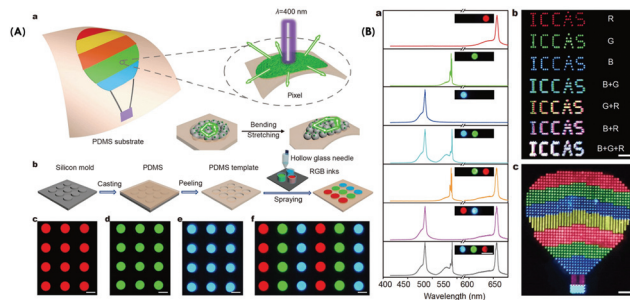 (A)
a
λ=400 nm
Pixel
PDMS substrate
Bending
Stretching
Hollow glass needle
b
Silicon mold
PDMS
PDMS template
RGB inks
Casting
Peeling
Spraying
c
d
e
f
(B)
a
400
450
500
550
600
650
Wavelength (nm)
b
ICCAS R
ICCAS G
ICCAS B
ICCAS B+G
ICCAS G+R
ICCAS B+R
ICCAS B+G+R
c